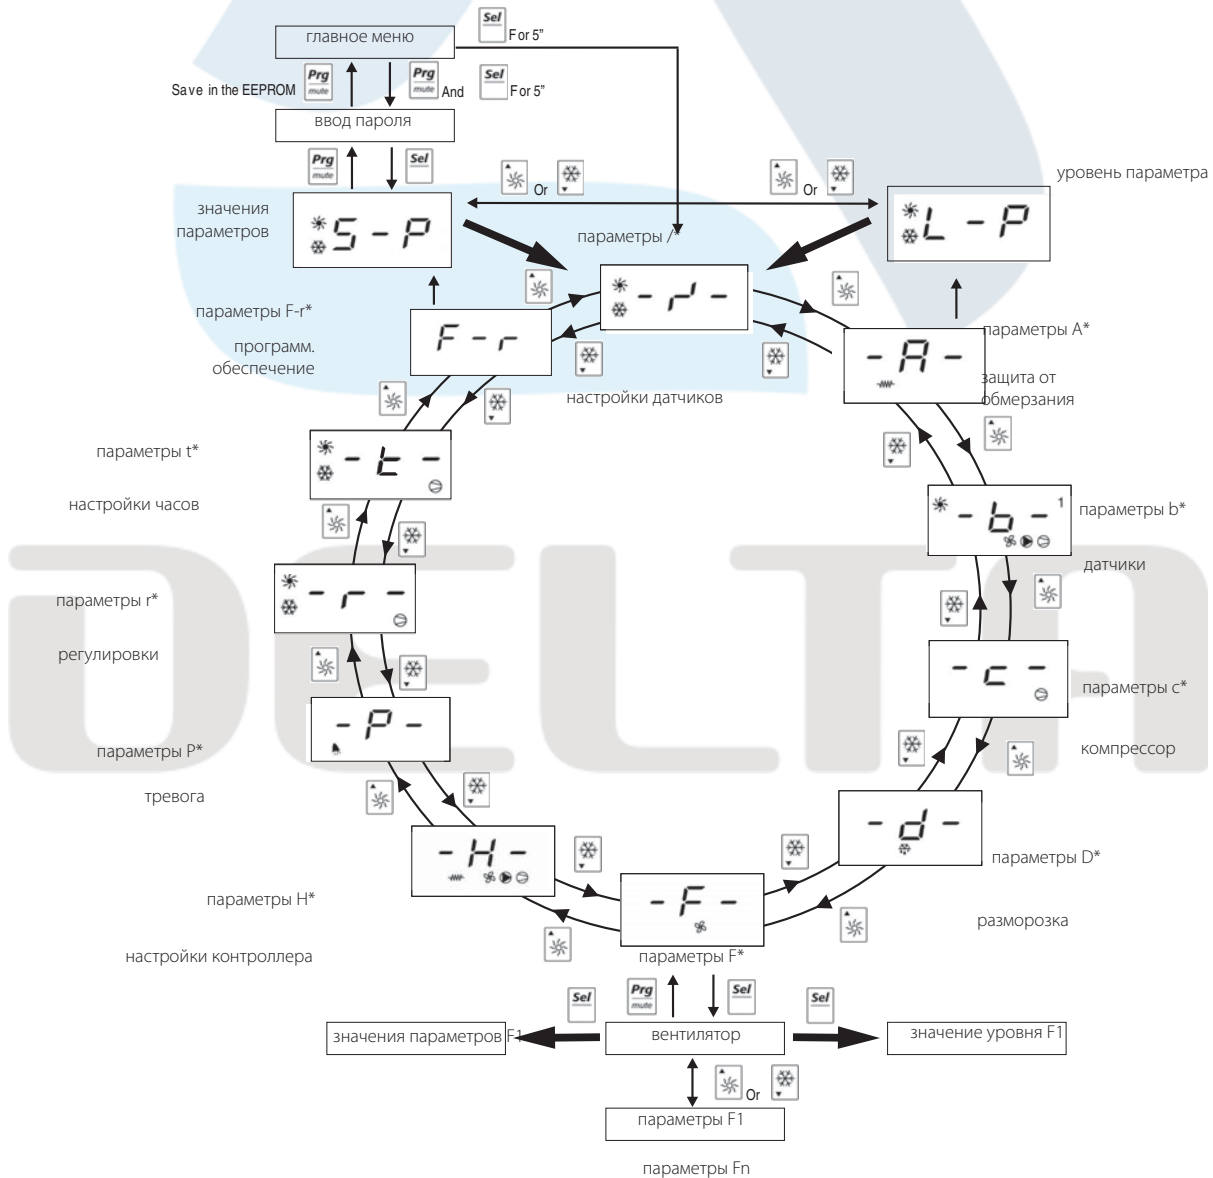 Sel
For 5”
главное меню
Save in the EEPROM
Prg
mute
Prg
mute
And
Sel
For 5”
ввод пароля
Prg
mute
Sel
Or
Or
уровень параметра
значения
параметров
S - P
L - P
параметры /*
- / -
параметры F-r*
F - r
параметры A*
- A -
программ.
обеспечение
защита от
обмерзания
настройки датчиков
параметры t*
- t -
настройки часов
- b - 1
параметры b*
датчики
параметры r*
- r -
регулировки
- c -
параметры c*
параметры P*
- P -
компрессор
тревога
- d -
- H -
параметры D*
параметры H*
- F -
разморозка
настройки контроллера
параметры F*
Sel
Prg
mute
Sel
Sel
значения параметров F1
вентилятор
значение уровня F1
Or
параметры F1
параметры Fn
DELTA